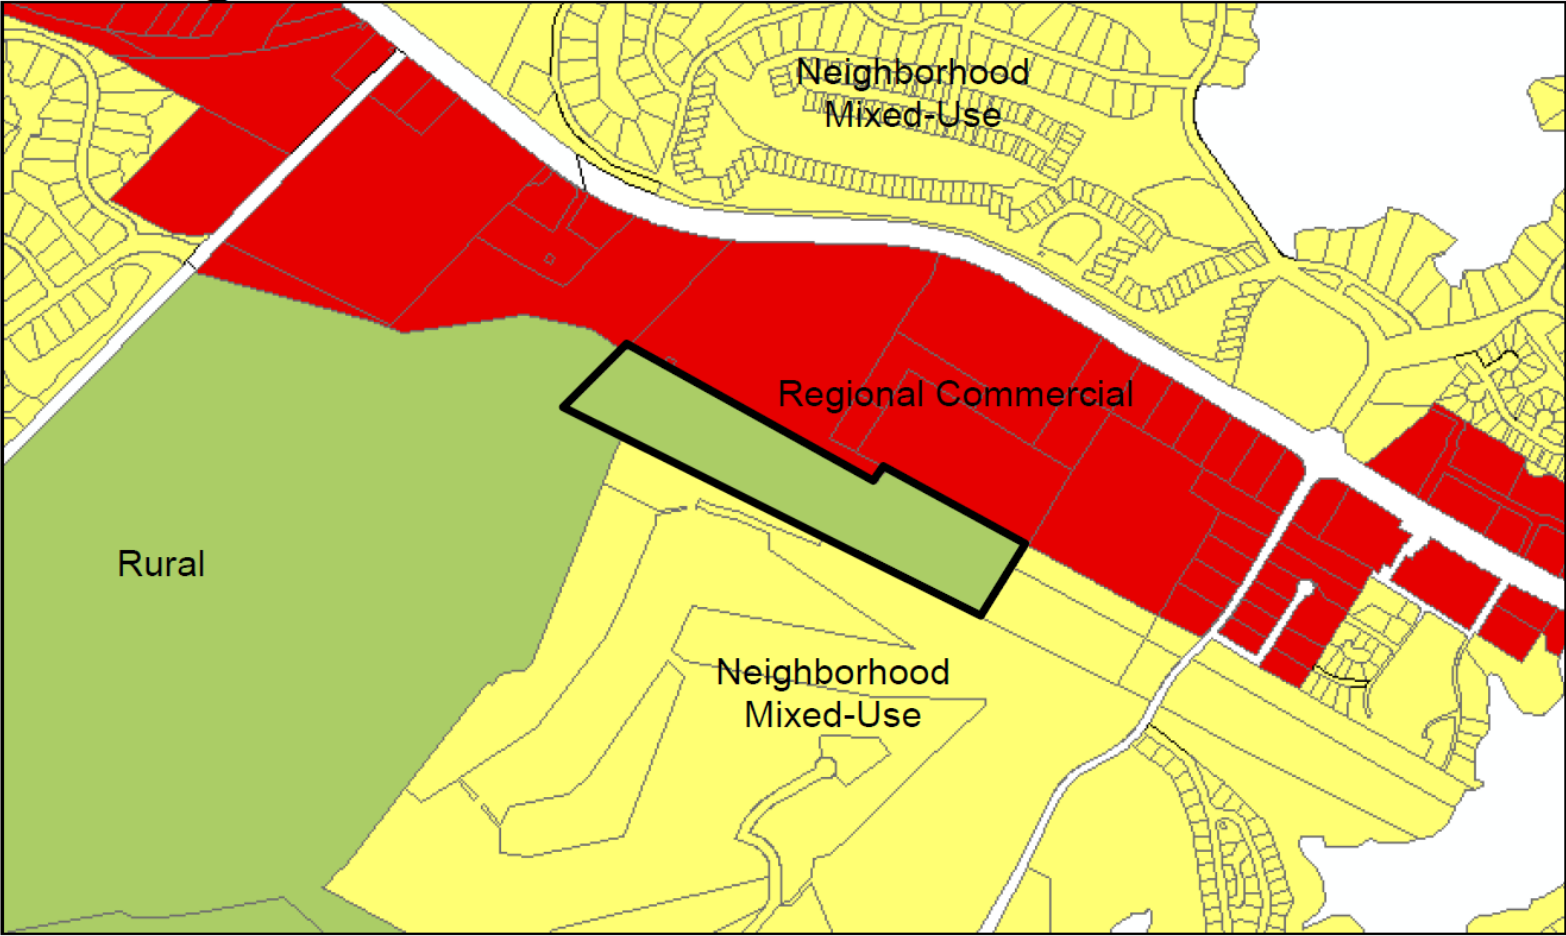 Neighborhood
Mixed-Use
Regional Commercial
Rural
Neighborhood
Mixed-Use